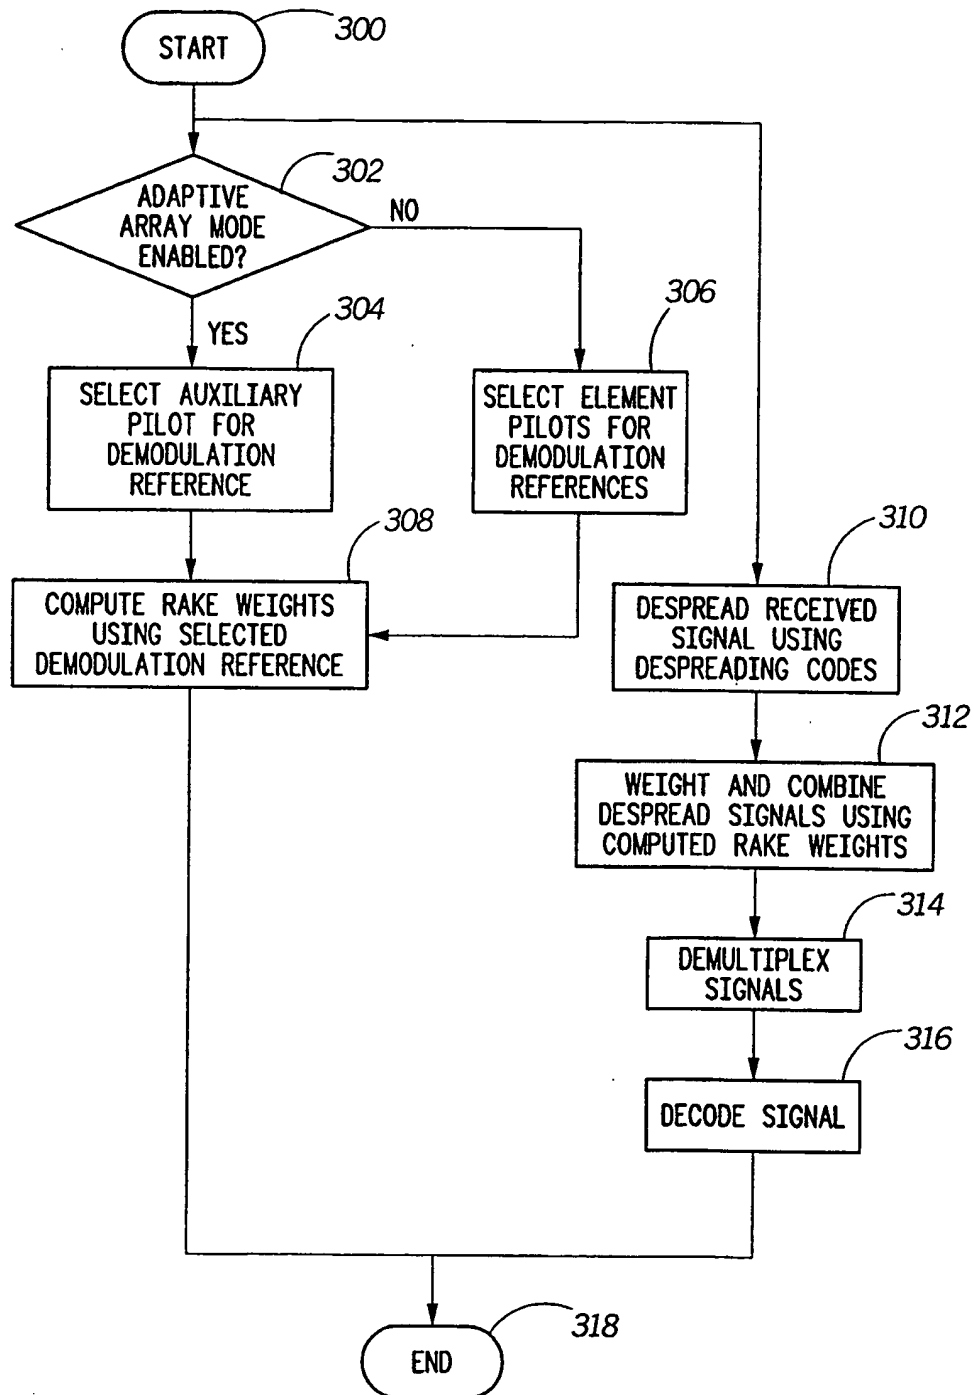 START
300
ADAPTIVE
ARRAY MODE
ENABLED?
302
NO
YES
304
SELECT AUXILIARY
PILOT FOR
DEMODULATION
REFERENCE
306
SELECT ELEMENT
PILOTS FOR
DEMODULATION
REFERENCES
308
COMPUTE RAKE WEIGHTS
USING SELECTED
DEMODULATION REFERENCE
310
DESPREAD RECEIVED
SIGNAL USING
DESPREADING CODES
312
WEIGHT AND COMBINE
DESPREAD SIGNALS USING
COMPUTED RAKE WEIGHTS
314
DEMULTIPLEX
SIGNALS
316
DECODE SIGNAL
END
318